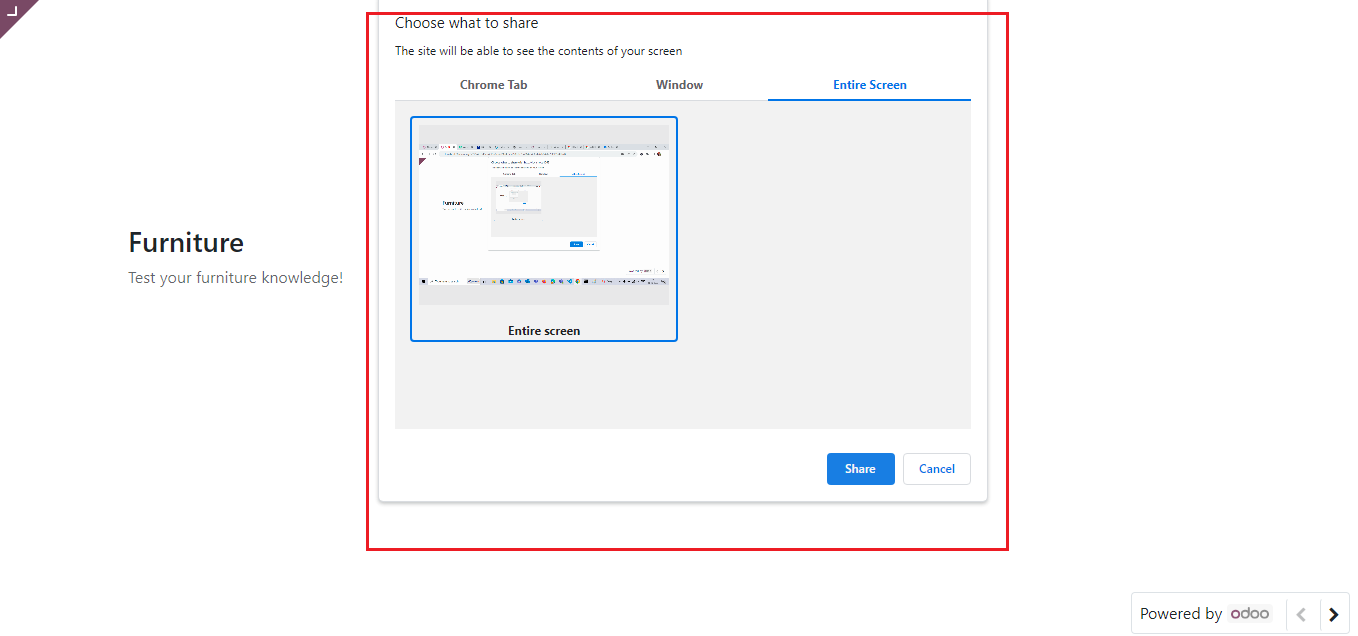 Choose what to share
The site will be able to see the contents of your screen
Chrome Tab Window Entire Screen
Furniture
Entire screen
Furniture
Test your furniture knowledge!
Share Cancel
Powered by odoo